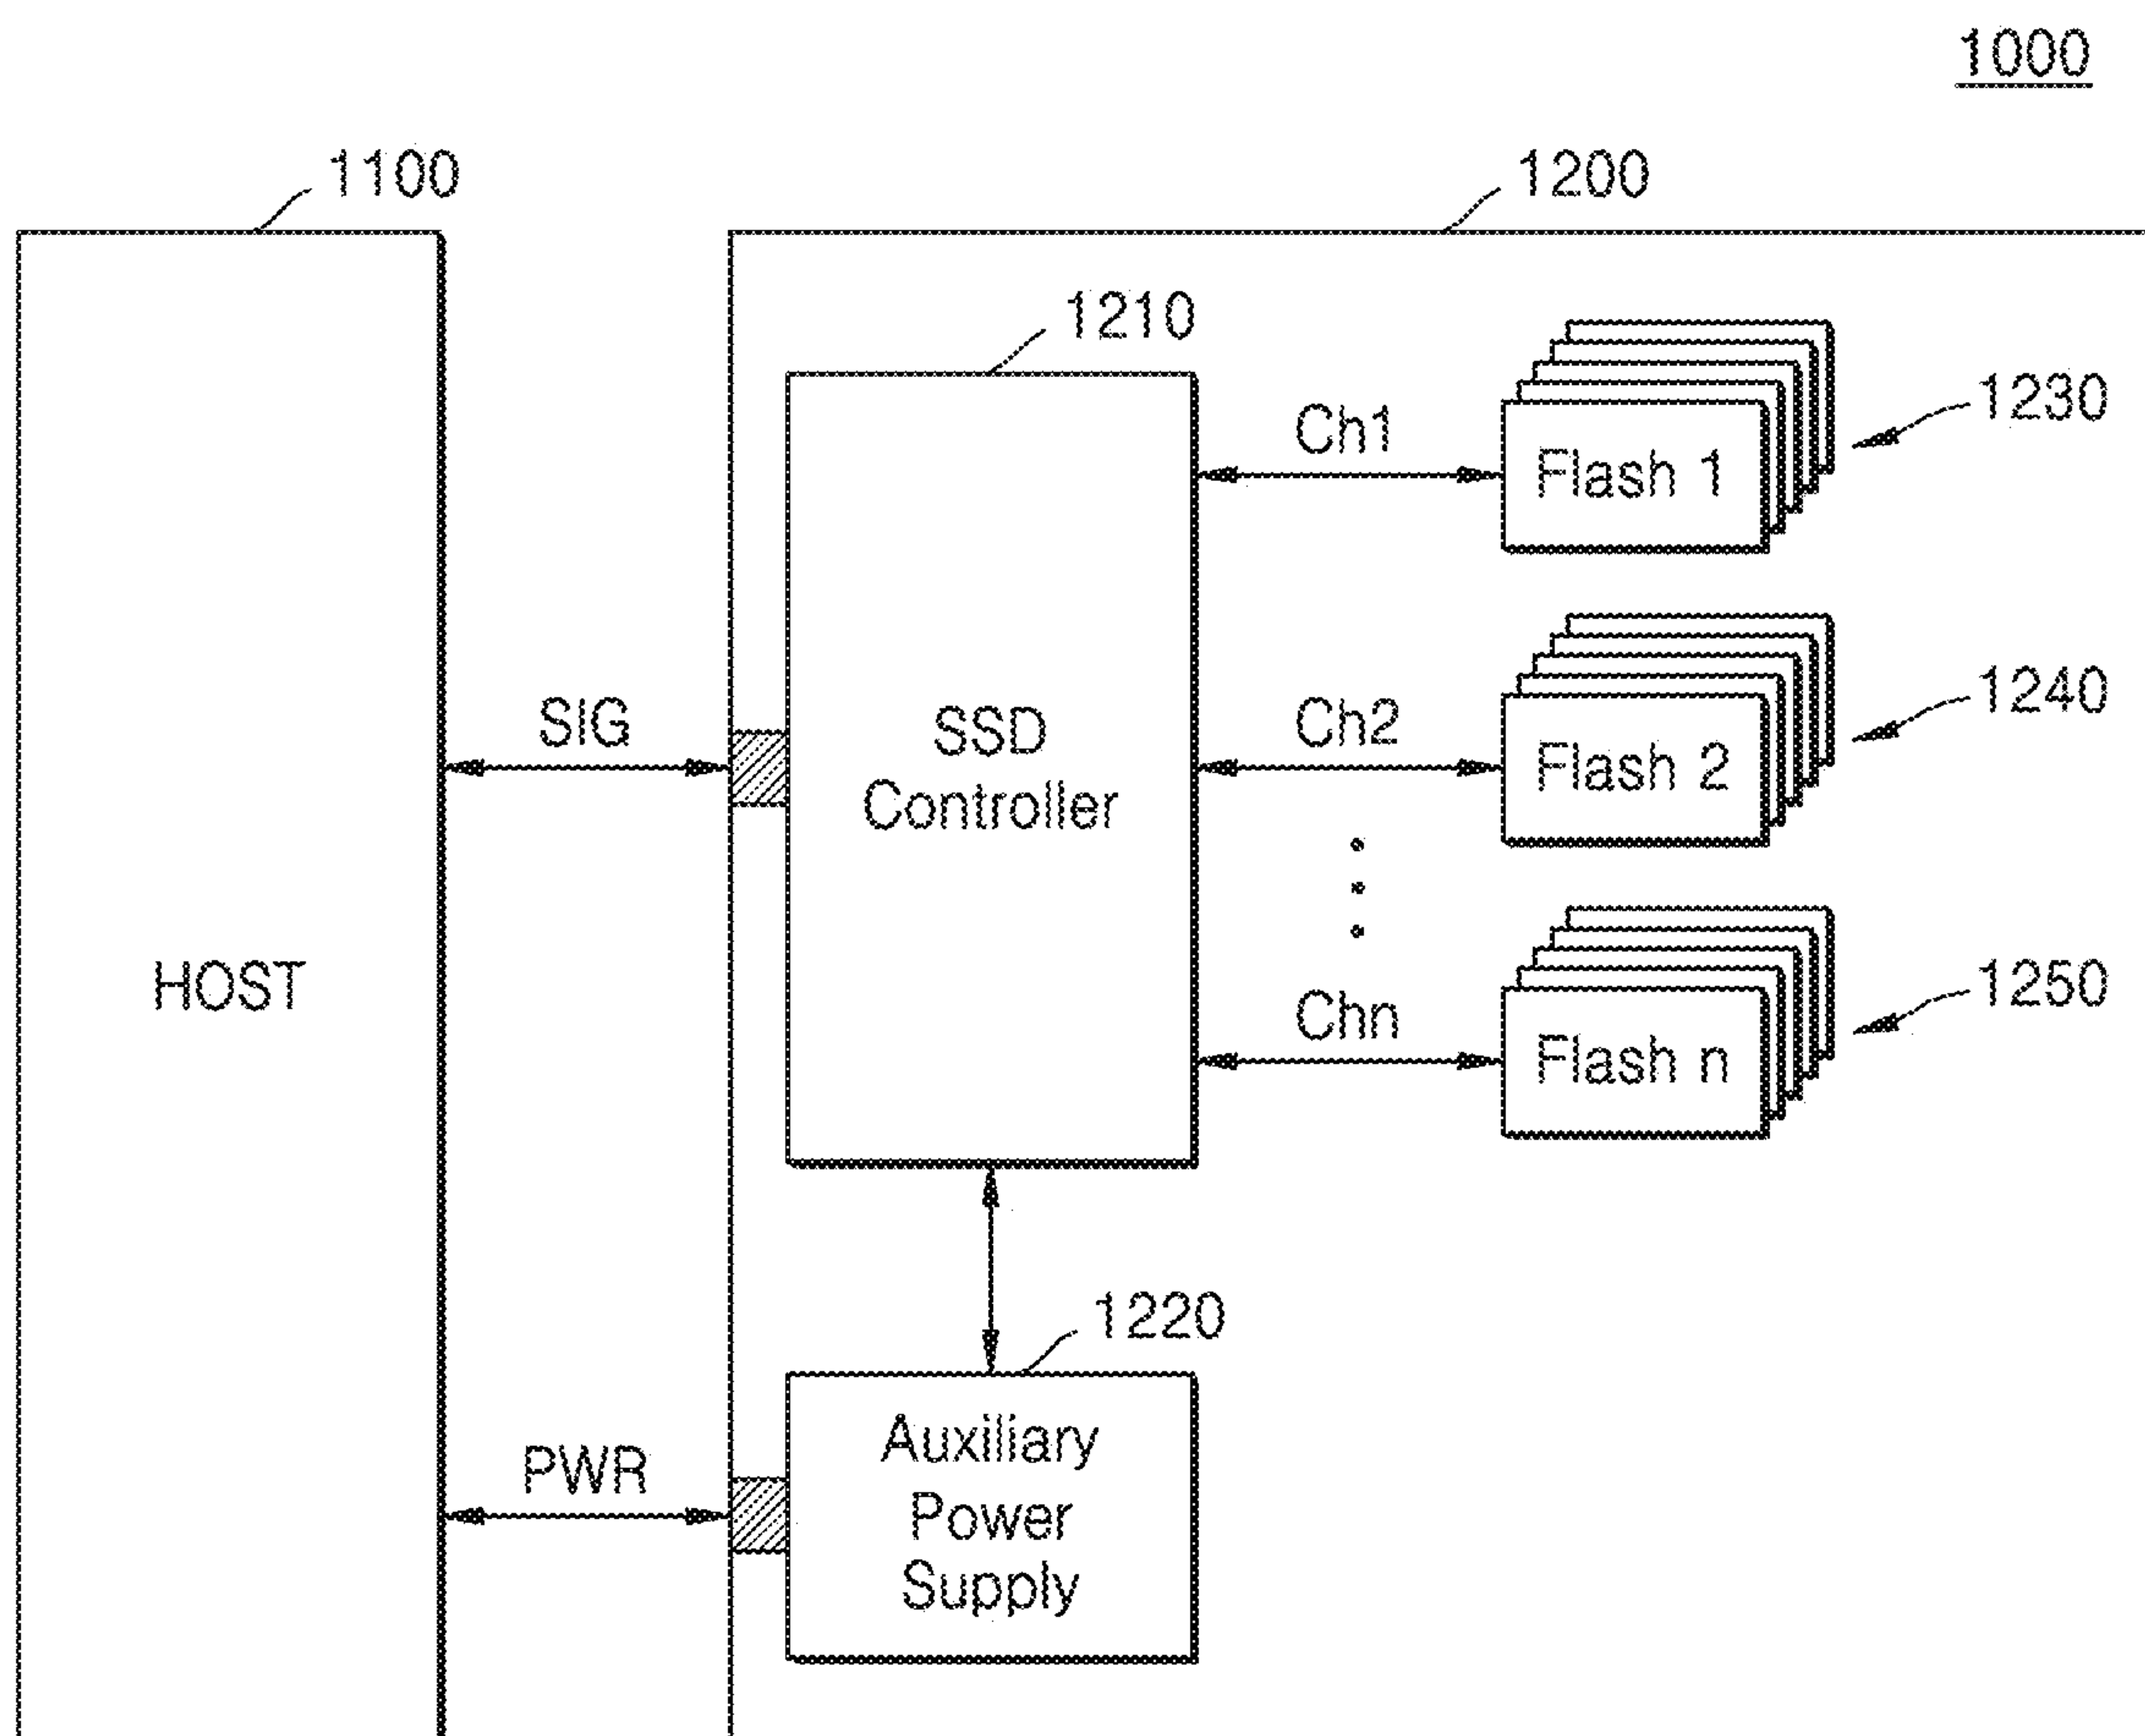 1000
1100
1200
1210
Ch1
Flash 1
1230
SIG
SSD
Controller
Ch2
Flash 2
1240
HOST
Chn
Flash n
1250
1220
PWR
Auxiliary
Power
Supply